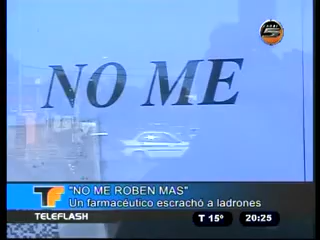 NO ME
"NO ME ROBEN MAS"
Un farmacéutico escrachó a ladrones
TELEFLASH
T 15°
20:25